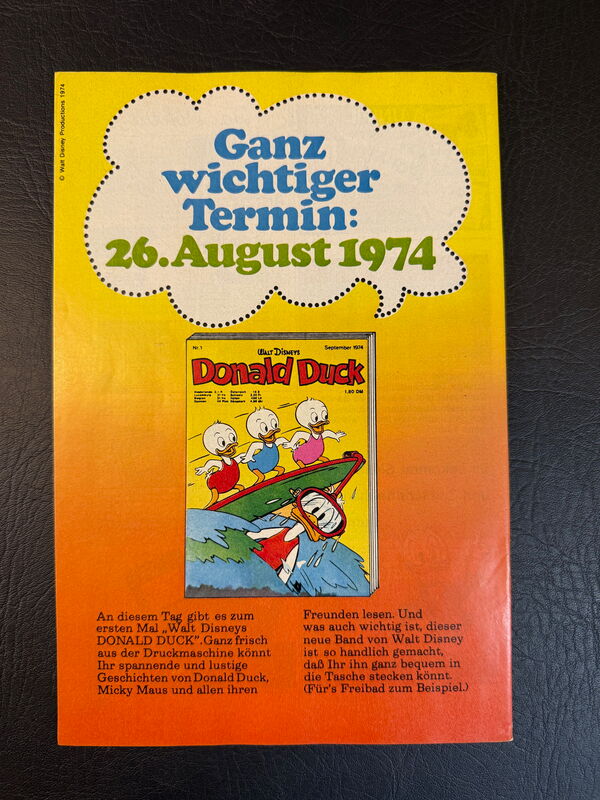 © Walt Disney Productions 1974
Ganz
wichtiger
Termin:
26. August 1974
Nr. 1
September 1974
WALT DISNEYS
Donald Duck
1,80 DM
An diesem Tag gibt es zum
ersten Mal „Walt Disneys
DONALD DUCK”. Ganz frisch
aus der Druckmaschine könnt
Ihr spannende und lustige
Geschichten von Donald Duck,
Micky Maus und allen ihren
Freunden lesen. Und
was auch wichtig ist, dieser
neue Band von Walt Disney
ist so handlich gemacht,
daß Ihr ihn ganz bequem in
die Tasche stecken könnt.
(Für's Freibad zum Beispiel.)